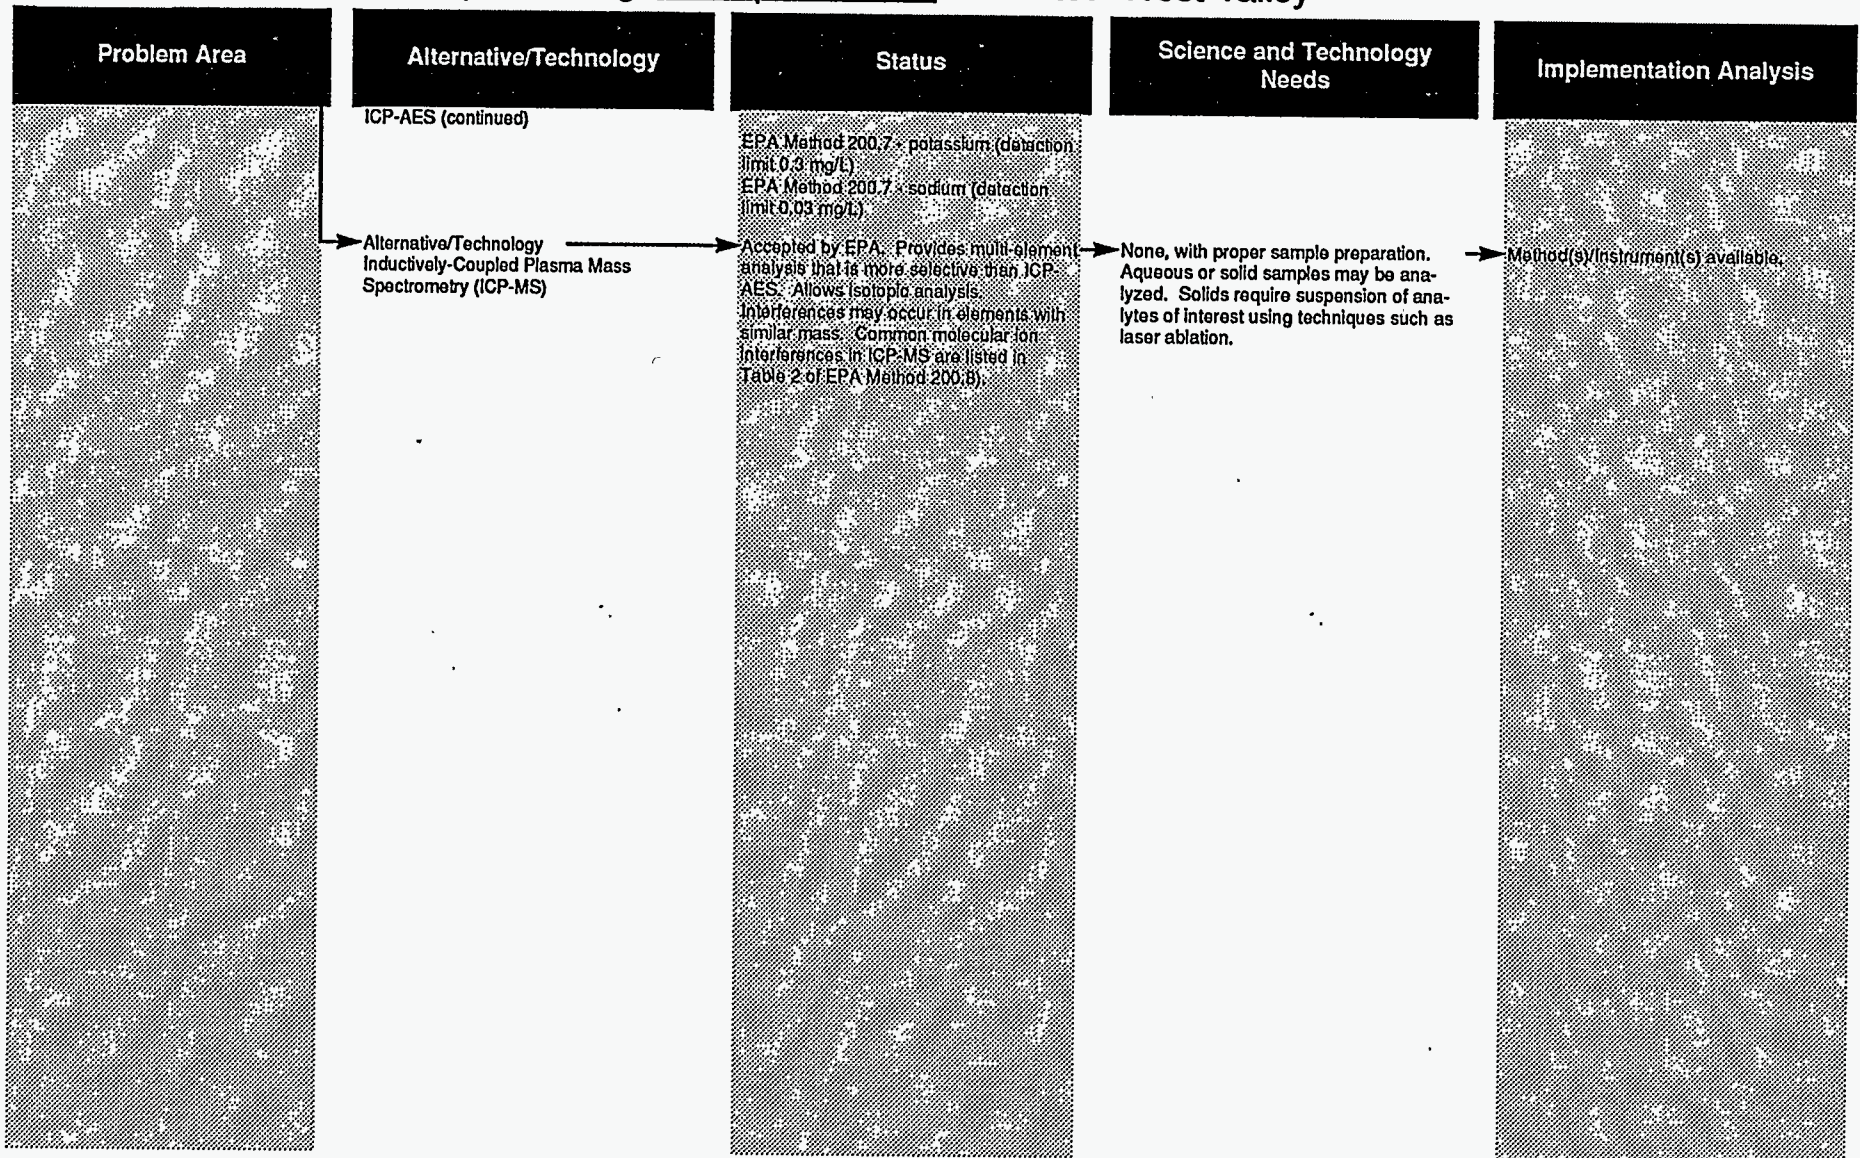 Valley
Problem Area
Alternative/Technology
Status
Science and Technology
Needs
Implementation Analysis
ICP-AES (continued)
EPA Method 200.7 - potassium (detection
limit 0.3 mg/L)
EPA Method 200.7 - sodium (detection
limit 0.03 mg/L)
Alternative/Technology
Inductively-Coupled Plasma Mass
Spectrometry (ICP-MS)
Accepted by EPA. Provides multi-element
analysis that is more selective than ICP-
AES. Allows isotopic analysis.
Interferences may occur in elements with
similar mass. Common molecular ion
interferences in ICP-MS are listed in
Table 2 of EPA Method 200.8).
None, with proper sample preparation.
Aqueous or solid samples may be ana-
lyzed. Solids require suspension of ana-
lytes of interest using techniques such as
laser ablation.
Method(s)/Instrument(s) available.